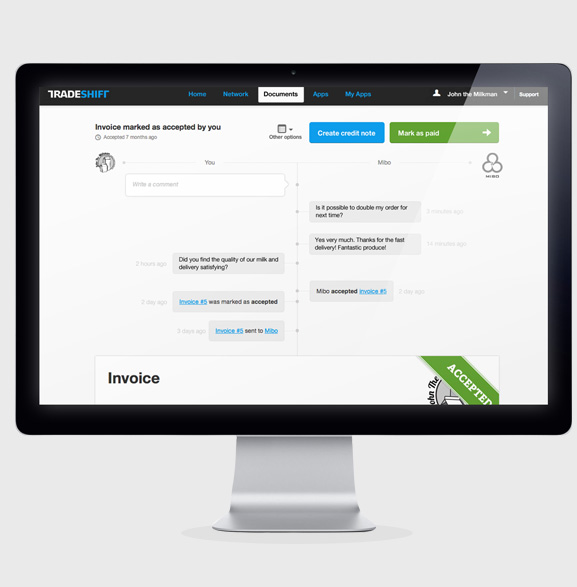 TRADESHIFT
Home Network Documents Apps My Apps John the Milkman Support
Invoice marked as accepted by you
Accepted 7 months ago
Other options
Create credit note
Mark as paid
You
Mibo
MIBO
Write a comment
Is it possible to double my order for
next time?
minutes ago
Yes very much. Thanks for the fast
delivery! Fantastic produce!
minutes ago
2 hours ago
Did you find the quality of our milk and
delivery satisfying?
Mibo accepted invoice #5
day ago
day ago
Invoice #5 was marked as accepted
days ago
Invoice #5 sent to Mibo
Invoice
ACCEPTED
John The